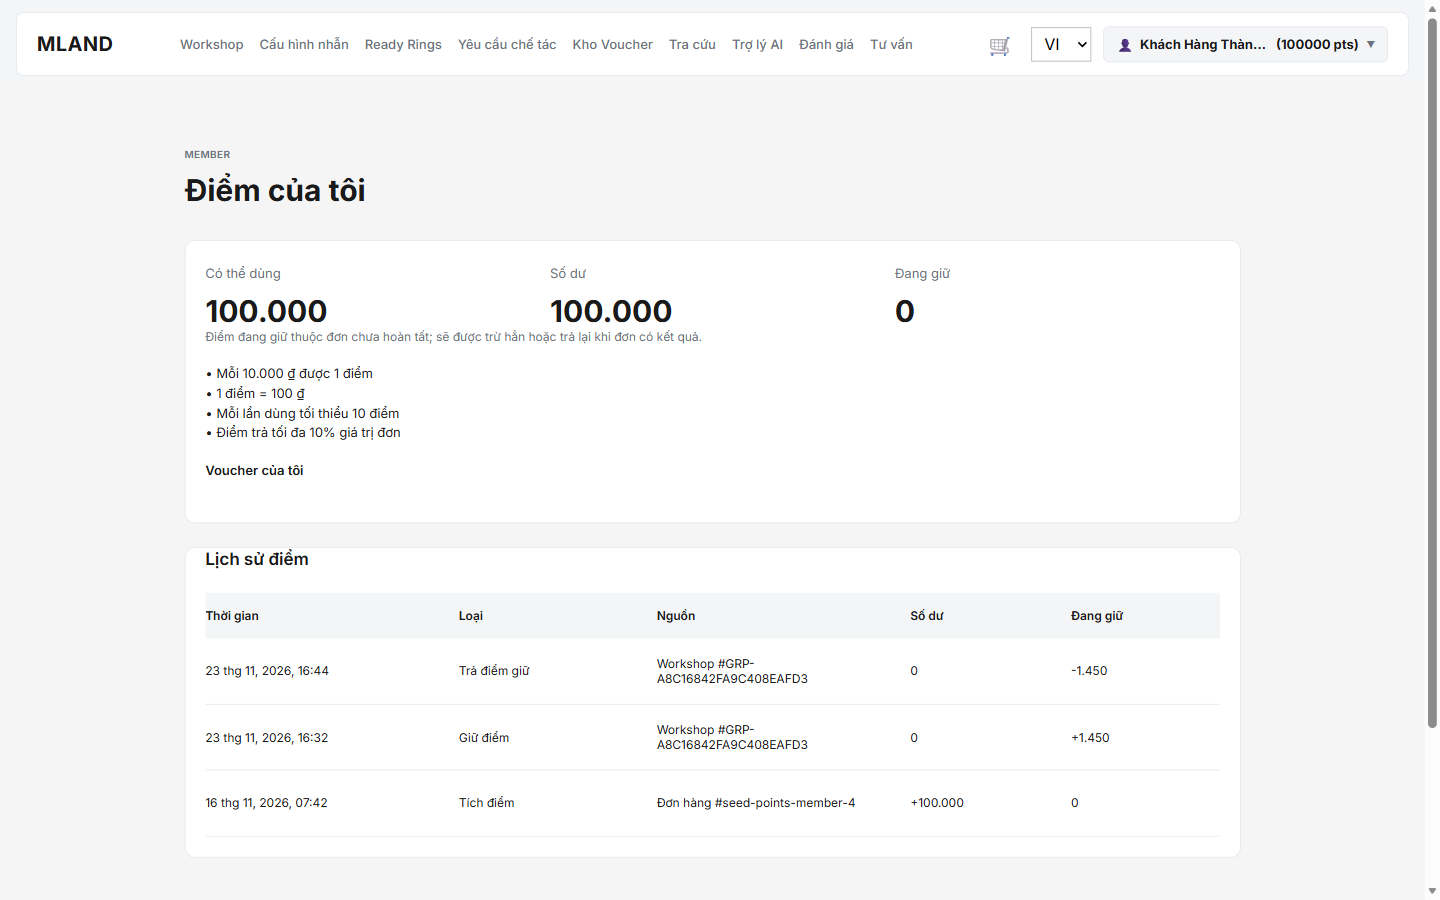 MLAND
Workshop Cấu hình nhẫn Ready Rings Yêu cầu chế tác Kho Voucher Tra cứu Trợ lý AI Đánh giá Tư vấn
VI
Khách Hàng Thàn... (100000 pts)
MEMBER
Điểm của tôi
Có thể dùng Số dư Đang giữ
100.000 100.000 0
Điểm đang giữ thuộc đơn chưa hoàn tất; sẽ được trừ hẳn hoặc trả lại khi đơn có kết quả.
• Mỗi 10.000 ₫ được 1 điểm
• 1 điểm = 100 ₫
• Mỗi lần dùng tối thiểu 10 điểm
• Điểm trả tối đa 10% giá trị đơn
Voucher của tôi
Lịch sử điểm
Thời gian Loại Nguồn Số dư Đang giữ
23 thg 11, 2026, 16:44 Trả điểm giữ Workshop #GRP-A8C16842FA9C408EAFD3 0 -1.450
23 thg 11, 2026, 16:32 Giữ điểm Workshop #GRP-A8C16842FA9C408EAFD3 0 +1.450
16 thg 11, 2026, 07:42 Tích điểm Đơn hàng #seed-points-member-4 +100.000 0